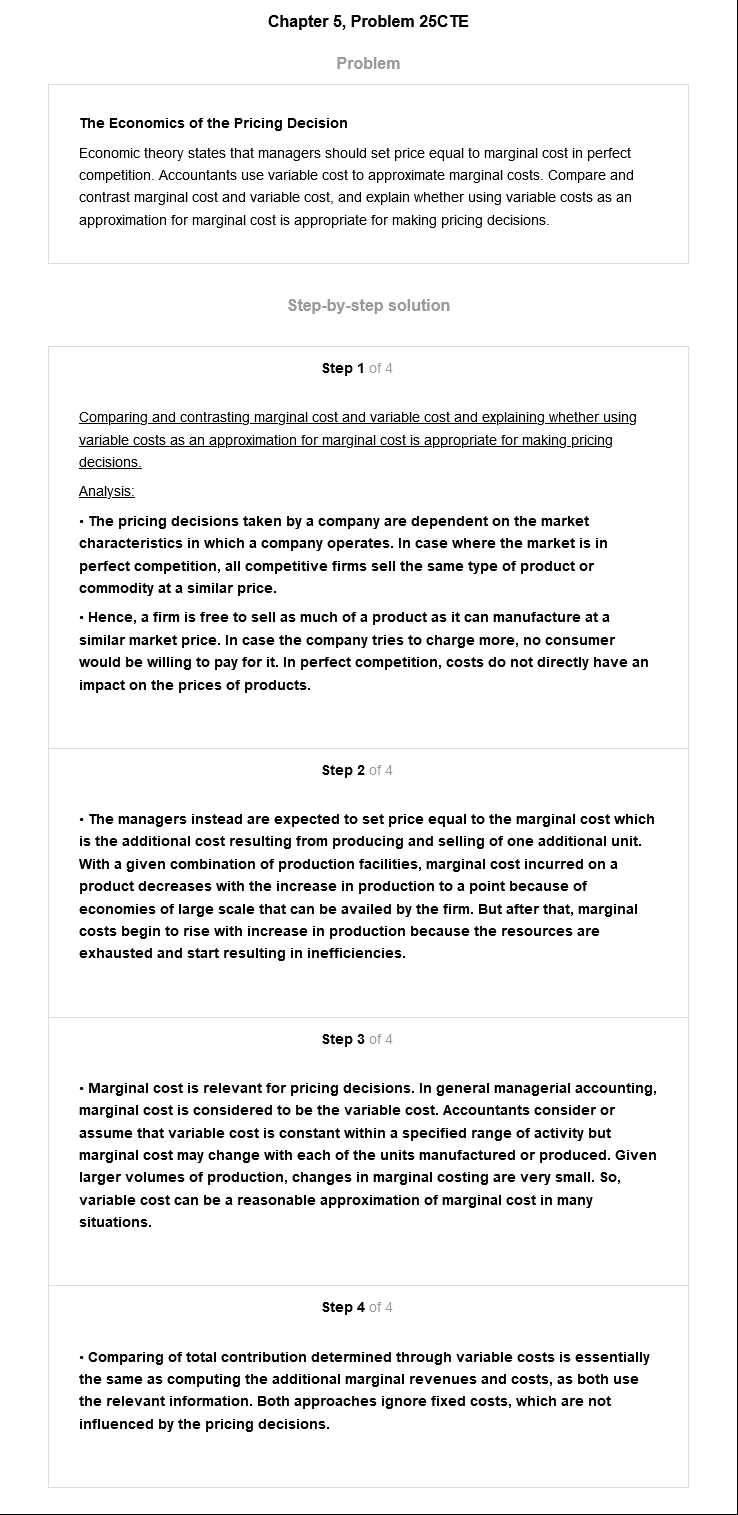 Chapter 5, Problem 25CTE
Problem
The Economics of the Pricing Decision
Economic theory states that managers should set price equal to marginal cost in perfect
competition. Accountants use variable cost to approximate marginal costs. Compare and
contrast marginal cost and variable cost, and explain whether using variable costs as an
approximation for marginal cost is appropriate for making pricing decisions.
Step-by-step solution
Step 1 of 4
Comparing and contrasting marginal cost and variable cost and explaining whether using
variable costs as an approximation for marginal cost is appropriate for making pricing
decisions.
Analysis:
• The pricing decisions taken by a company are dependent on the market
characteristics in which a company operates. In case where the market is in
perfect competition, all competitive firms sell the same type of product or
commodity at a similar price.
• Hence, a firm is free to sell as much of a product as it can manufacture at a
similar market price. In case the company tries to charge more, no consumer
would be willing to pay for it. In perfect competition, costs do not directly have an
impact on the prices of products.
Step 2 of 4
• The managers instead are expected to set price equal to the marginal cost which
is the additional cost resulting from producing and selling of one additional unit.
With a given combination of production facilities, marginal cost incurred on a
product decreases with the increase in production to a point because of
economies of large scale that can be availed by the firm. But after that, marginal
costs begin to rise with increase in production because the resources are
exhausted and start resulting in inefficiencies.
Step 3 of 4
• Marginal cost is relevant for pricing decisions. In general managerial accounting,
marginal cost is considered to be the variable cost. Accountants consider or
assume that variable cost is constant within a specified range of activity but
marginal cost may change with each of the units manufactured or produced. Given
larger volumes of production, changes in marginal costing are very small. So,
variable cost can be a reasonable approximation of marginal cost in many
situations.
Step 4 of 4
• Comparing of total contribution determined through variable costs is essentially
the same as computing the additional marginal revenues and costs, as both use
the relevant information. Both approaches ignore fixed costs, which are not
influenced by the pricing decisions.